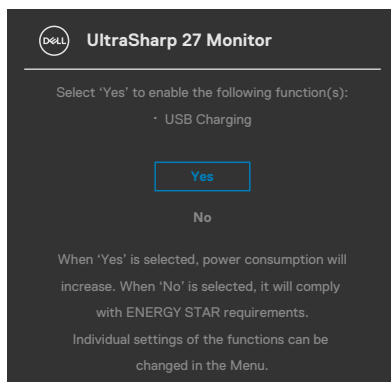 DELL UltraSharp 27 Monitor
Select ‘Yes’ to enable the following function(s):
· USB Charging
Yes
No
When ‘Yes’ is selected, power consumption will
increase. When ‘No’ is selected, it will comply
with ENERGY STAR requirements.
Individual settings of the functions can be
changed in the Menu.